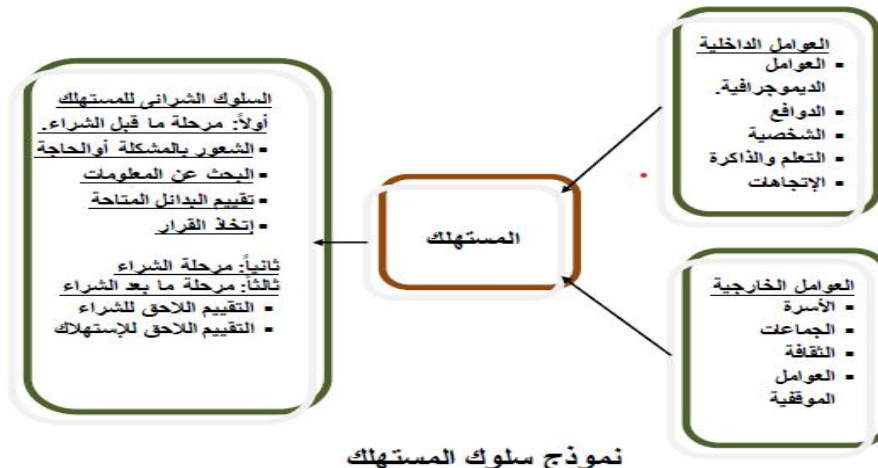 العوامل الداخلية
▪ العوامل
الديموجرافية.
▪ الدوافع
▪ الشخصية
▪ التعلم والذاكرة
▪ الإتجاهات
العوامل الخارجية
▪ الأسرة
▪ الجماعات
▪ الثقافة
▪ العوامل
الموقفية
المستهلك
السلوك الشرائى للمستهلك
أولاً: مرحلة ما قبل الشراء.
▪ الشعور بالمشكلة أوالحاجة
▪ البحث عن المعلومات
▪ تقييم البدائل المتاحة
▪ إتخاذ القرار
ثانياً: مرحلة الشراء
ثالثاً: مرحلة ما بعد الشراء
▪ التقييم اللاحق للشراء
▪ التقييم اللاحق للإستهلاك
نموذج سلوك المستهلك